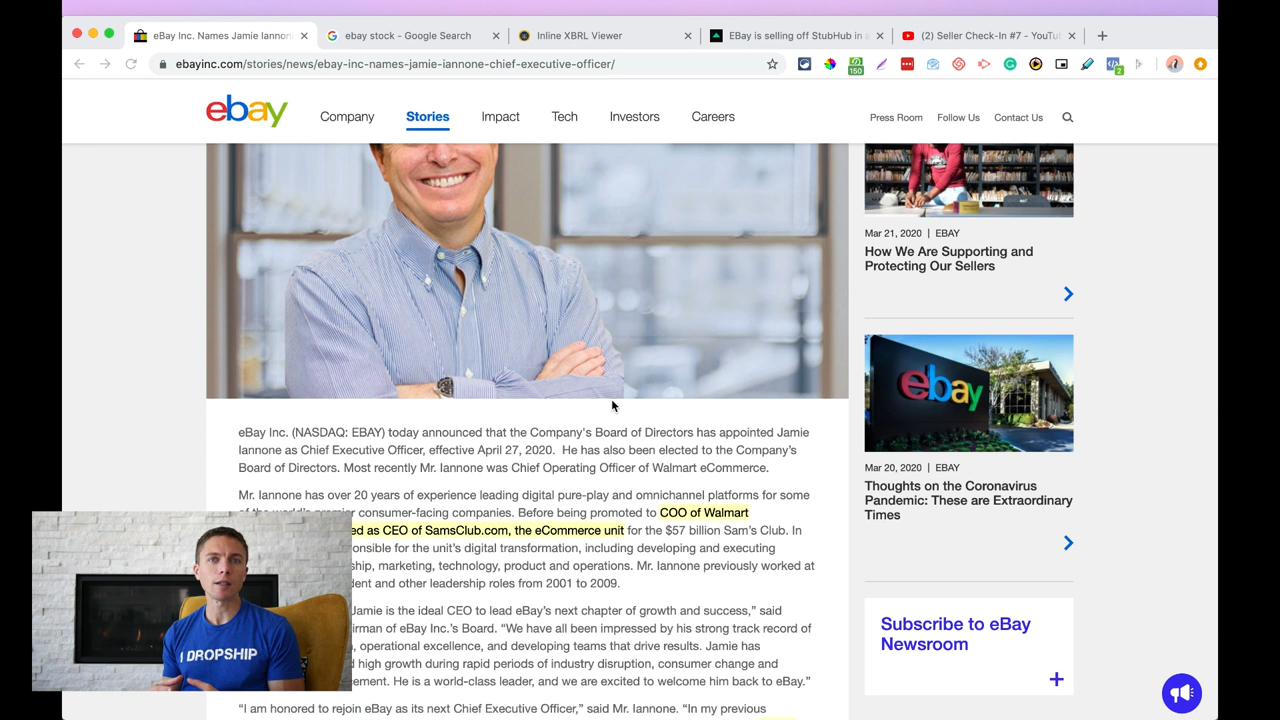 eBay Inc. Names Jamie Iannon
ebay stock - Google Search
Inline XBRL Viewer
EBay is selling off StubHub in a
(2) Seller Check-In #7 - YouTu
ebayinc.com/stories/news/ebay-inc-names-jamie-iannone-chief-executive-officer/
150
2
ebay
Company
Stories
Impact
Tech
Investors
Careers
Press Room
Follow Us
Contact Us
eBay Inc. (NASDAQ: EBAY) today announced that the Company's Board of Directors has appointed Jamie
Iannone as Chief Executive Officer, effective April 27, 2020. He has also been elected to the Company's
Board of Directors. Most recently Mr. Iannone was Chief Operating Officer of Walmart eCommerce.
Mr. Iannone has over 20 years of experience leading digital pure-play and omnichannel platforms for some
consumer-facing companies. Before being promoted to COO of Walmart
ed as CEO of SamsClub.com, the eCommerce unit for the $57 billion Sam's Club. In
onsible for the unit's digital transformation, including developing and executing
ship, marketing, technology, product and operations. Mr. Iannone previously worked at
dent and other leadership roles from 2001 to 2009.
Jamie is the ideal CEO to lead eBay's next chapter of growth and success,” said
irman of eBay Inc.'s Board. “We have all been impressed by his strong track record of
, operational excellence, and developing teams that drive results. Jamie has
d high growth during rapid periods of industry disruption, consumer change and
ement. He is a world-class leader, and we are excited to welcome him back to eBay.”
“I am honored to rejoin eBay as its next Chief Executive Officer,” said Mr. Iannone. “In my previous
Mar 21, 2020 | EBAY
How We Are Supporting and
Protecting Our Sellers
ebay
Mar 20, 2020 | EBAY
Thoughts on the Coronavirus
Pandemic: These are Extraordinary
Times
Subscribe to eBay
Newsroom
+
I DROPSHIP